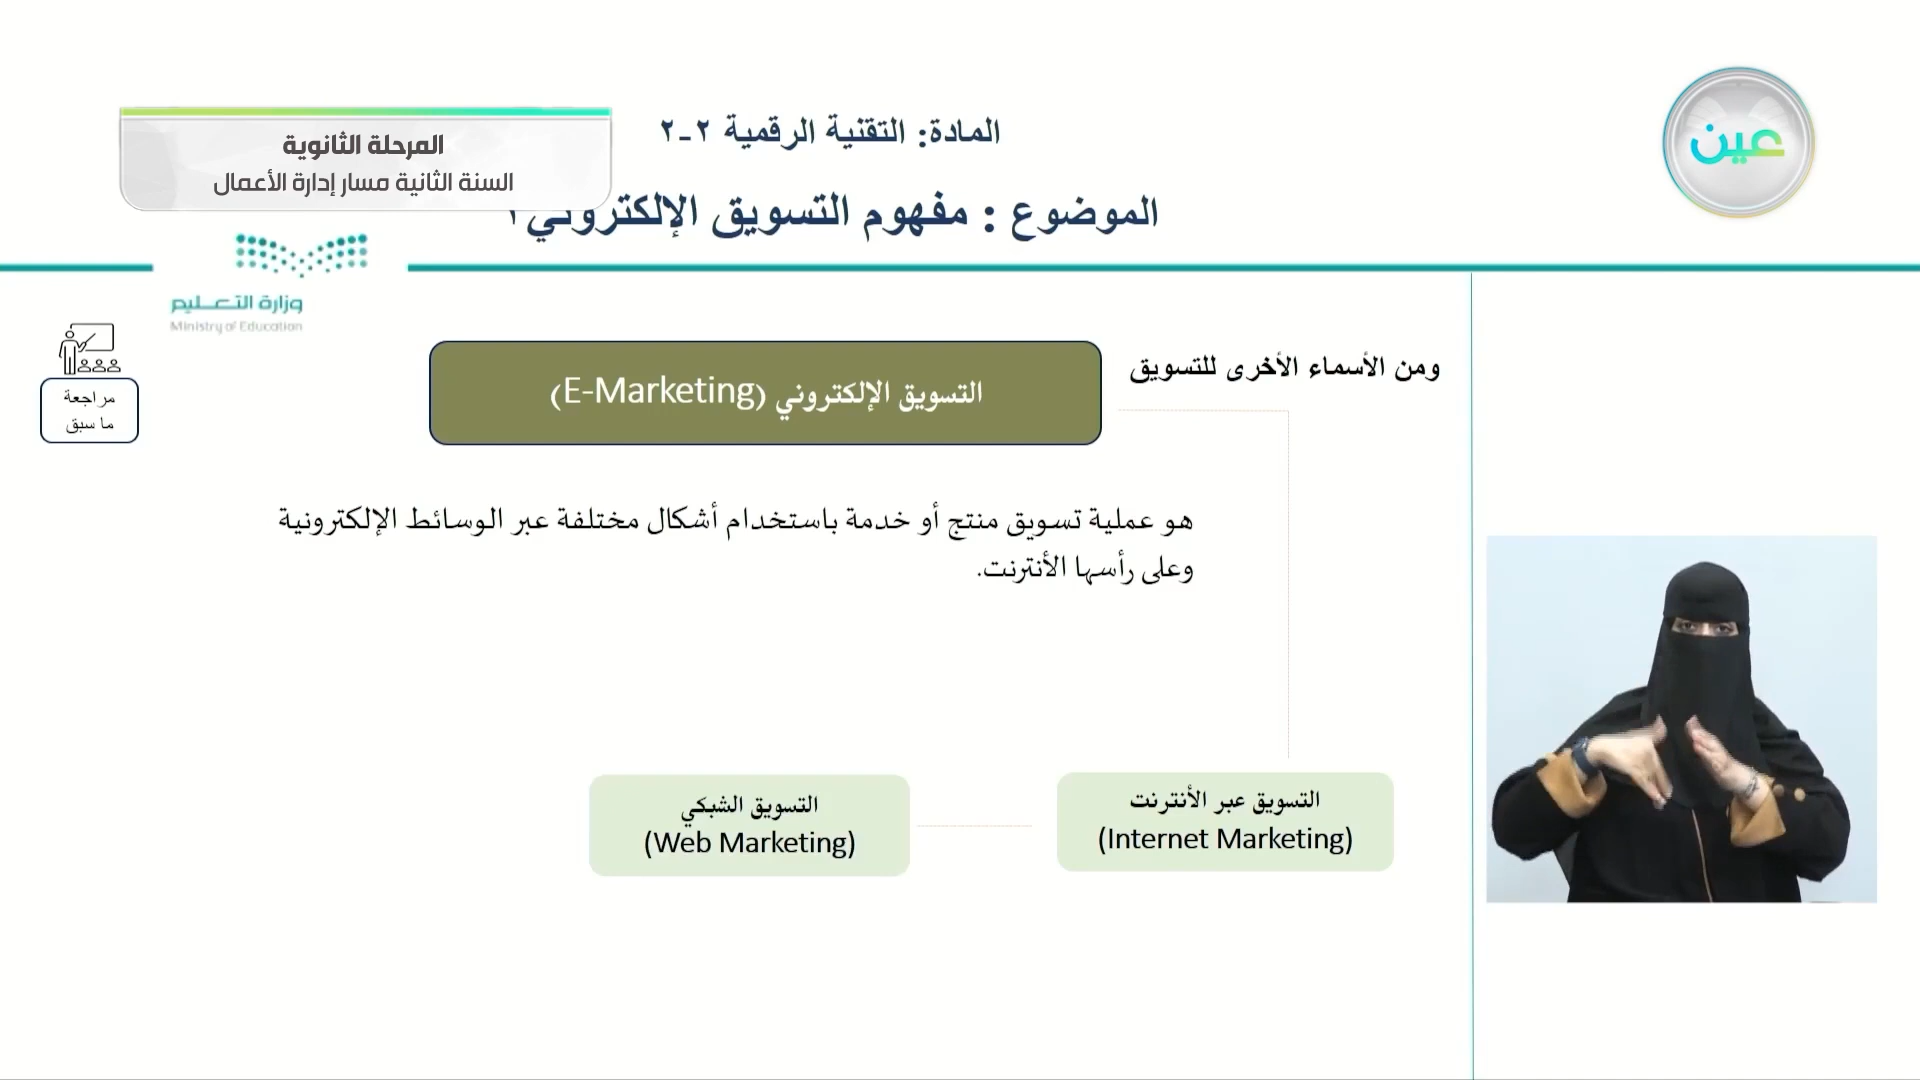 عين
المادة: التقنية الرقمية ٢-٢
المرحلة الثانوية
السنة الثانية مسار إدارة الأعمال
الموضوع : مفهوم التسويق الإلكتروني
وزارة التعليم
Ministry of Education
مراجعة
ما سبق
ومن الأسماء الأخرى للتسويق
التسويق الإلكتروني (E-Marketing)
هو عملية تسويق منتج أو خدمة باستخدام أشكال مختلفة عبر الوسائط الإلكترونية
وعلى رأسها الأنترنت.
التسويق عبر الأنترنت
(Internet Marketing)
التسويق الشبكي
(Web Marketing)